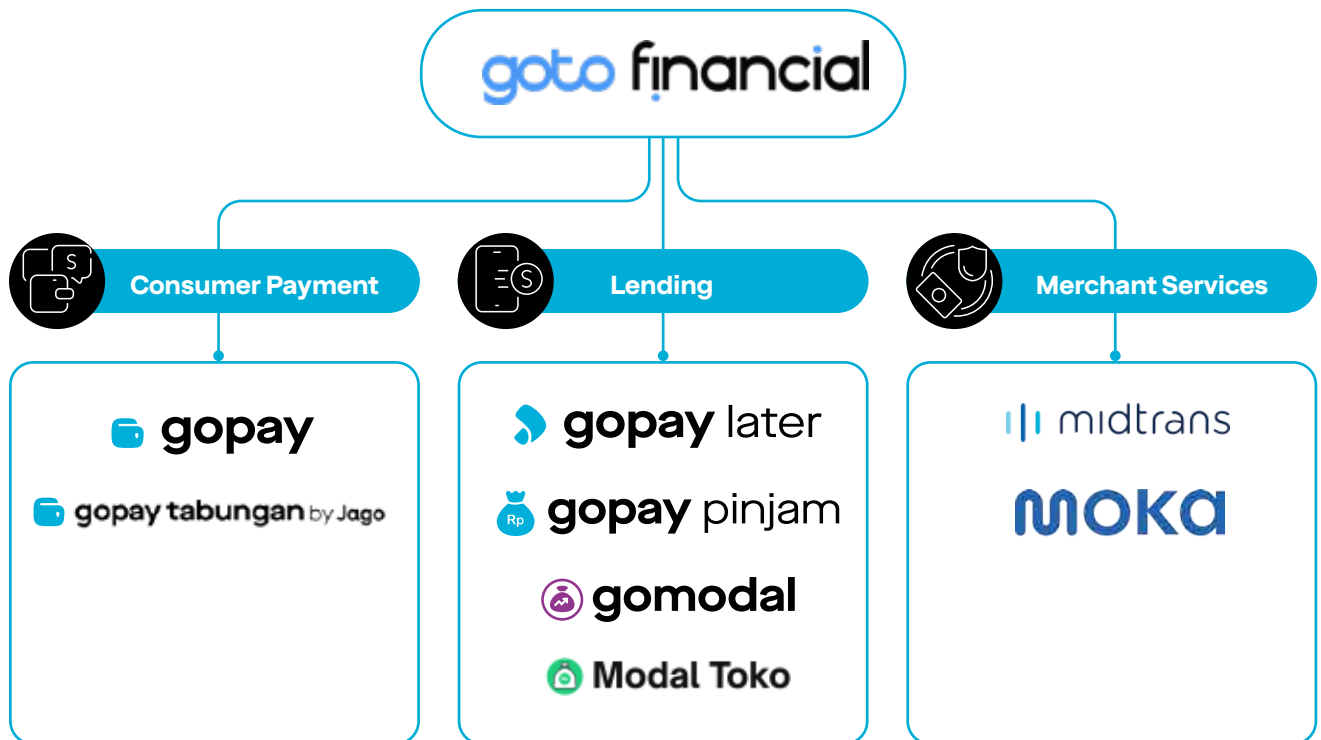 goto financial
Consumer Payment
gopay
gopay tabungan by Jago
Lending
gopay later
Rp
gopay pinjam
gomodal
Modal Toko
Merchant Services
midtrans
MOKA